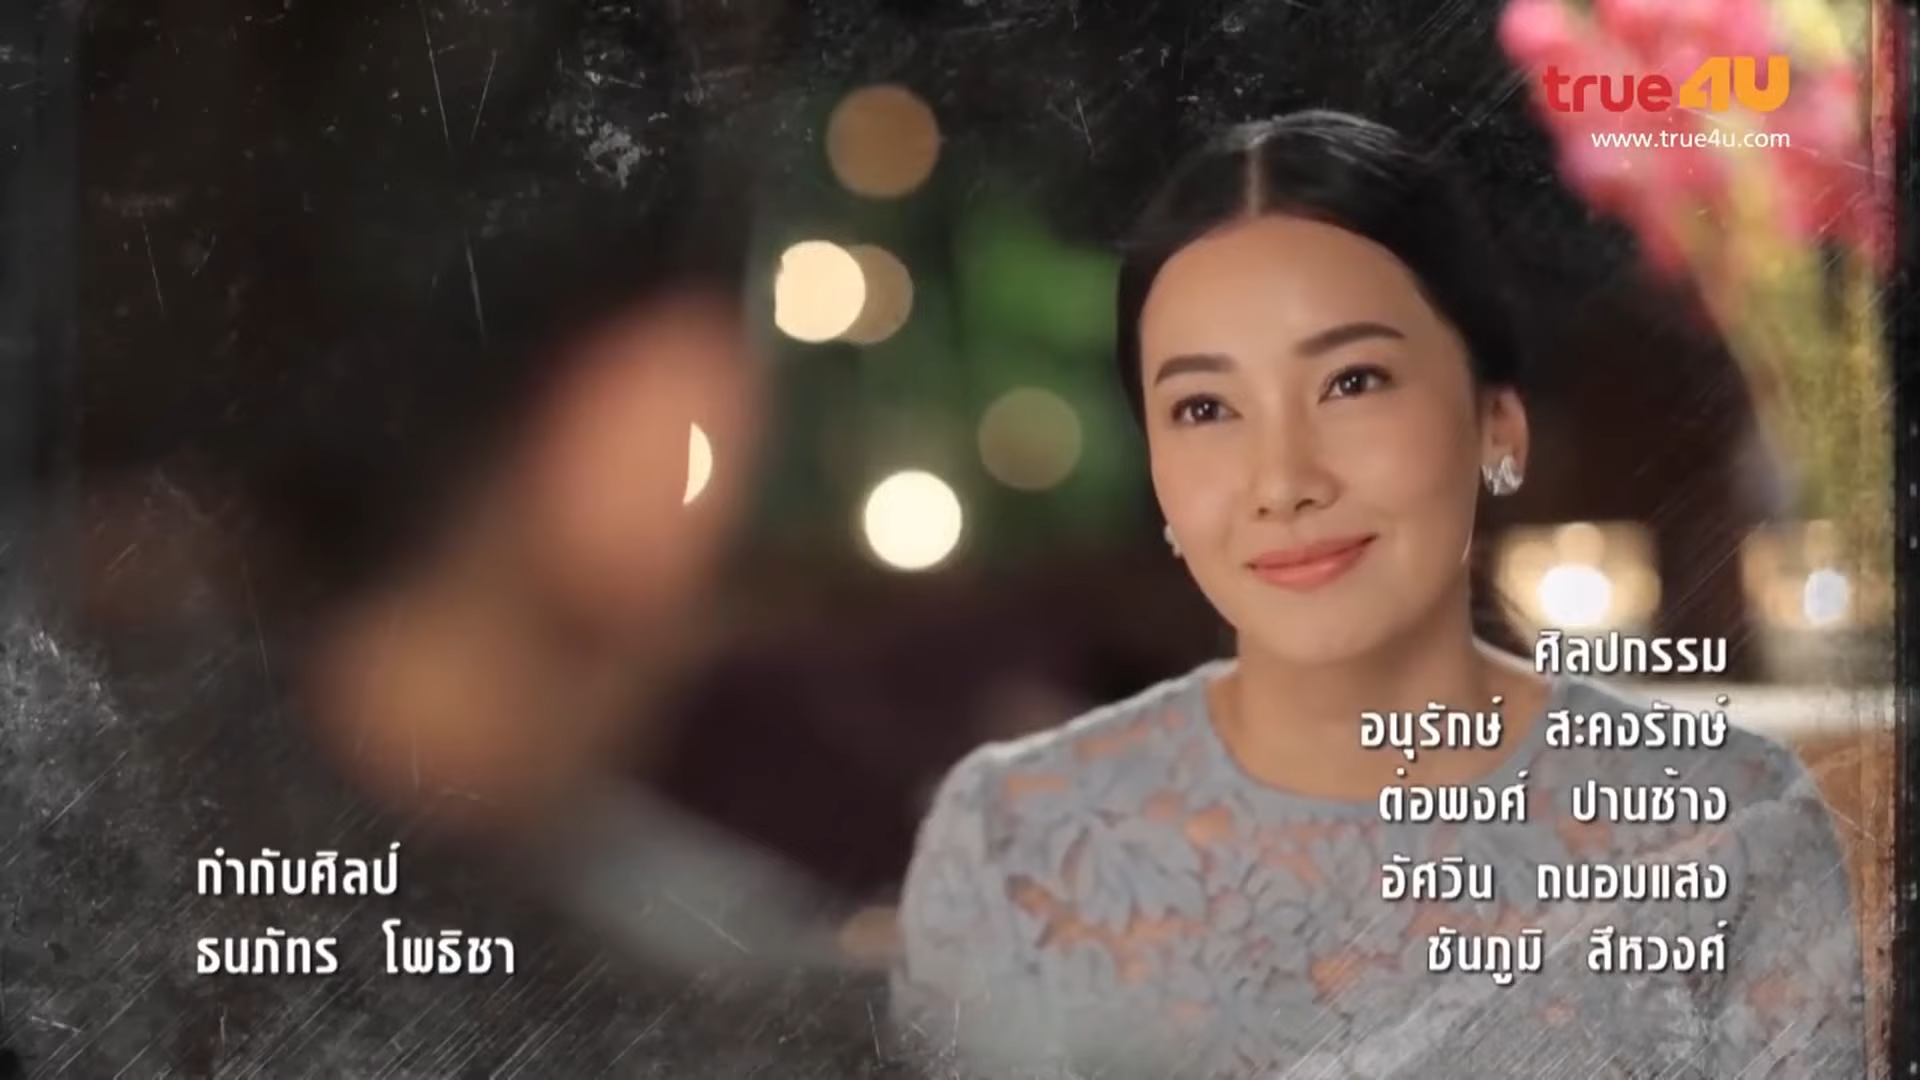 true4U
www.true4u.com
ศิลปกรรม
อนุรักษ์ สะคงรักษ์
ต่อพงศ์ ปานช้าง
อัศวิน ถนอมแสง
ชันภูมิ สีหวงศ์
กำกับศิลป์
ธนภัทร โพธิชา